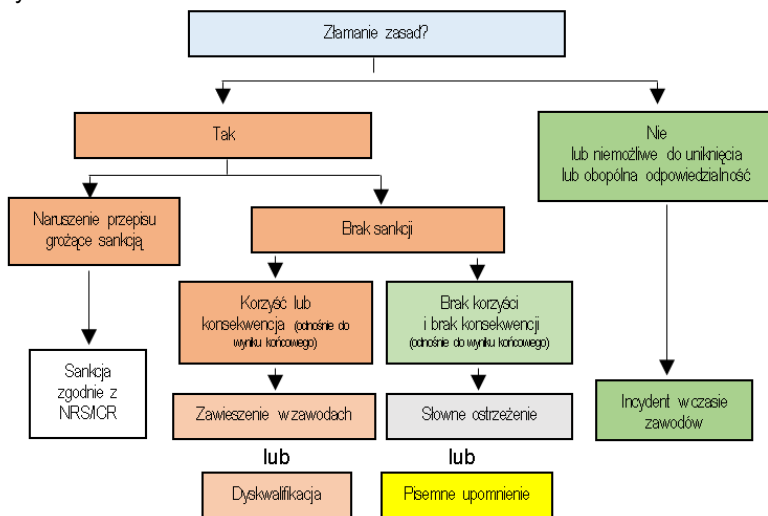 Złamanie zasad?
Tak
Nie
lub niemożliwe do uniknięcia
lub obopólna odpowiedzialność
Naruszenie przepisu
grożące sankcją
Brak sankcji
Korzyść lub
konsekwencja (odnośnie do
wyniku końcowego)
Brak korzyści
i brak konsekwencji
(odnośnie do wyniku końcowego)
Sankcja
zgodnie z
NRS/ICR
Zawieszenie w zawodach
Słowne ostrzeżenie
Incydent w czasie
zawodów
lub
lub
Dyskwalifikacja
Pisemne upomnienie